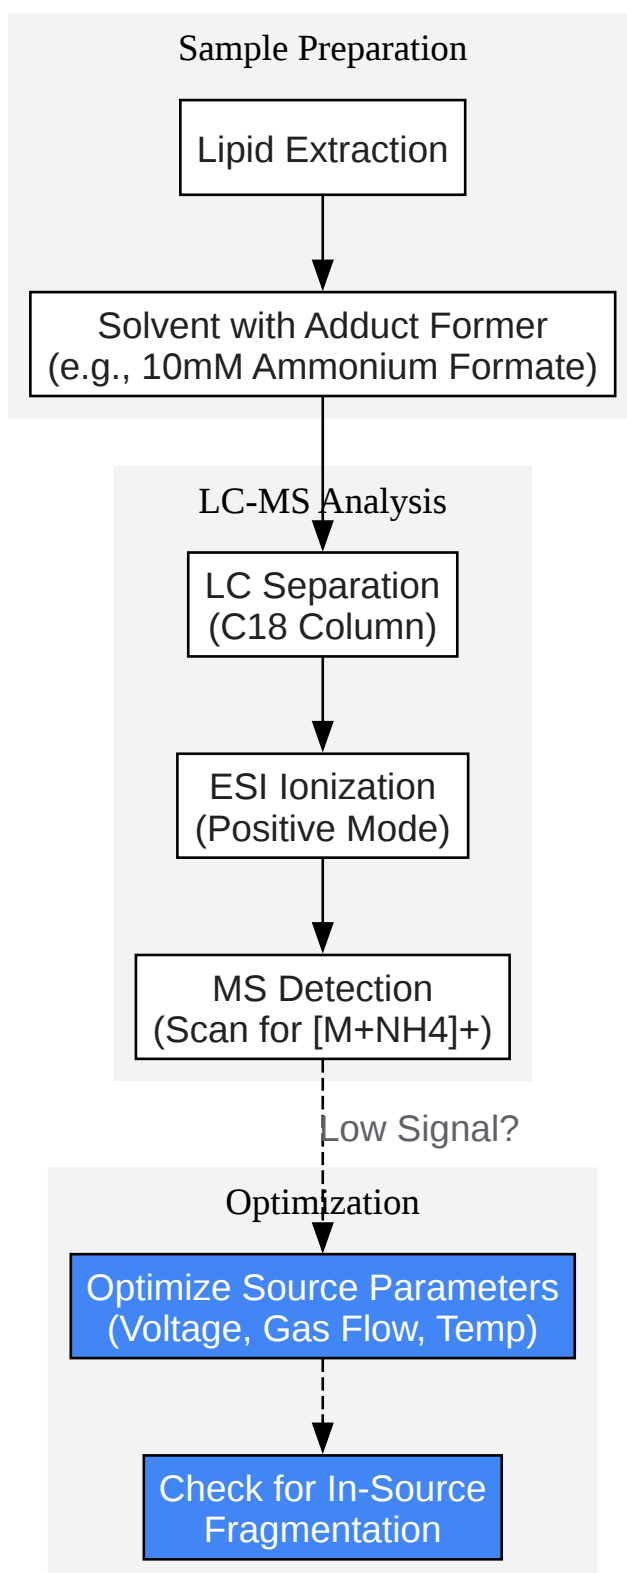 Sample Preparation
Lipid Extraction
Solvent with Adduct Former
(e.g., 10mM Ammonium Formate)
LC-MS Analysis
LC Separation
(C18 Column)
ESI Ionization
(Positive Mode)
MS Detection
(Scan for [M+NH4]+)
Low Signal?
Optimization
Optimize Source Parameters
(Voltage, Gas Flow, Temp)
Check for In-Source
Fragmentation